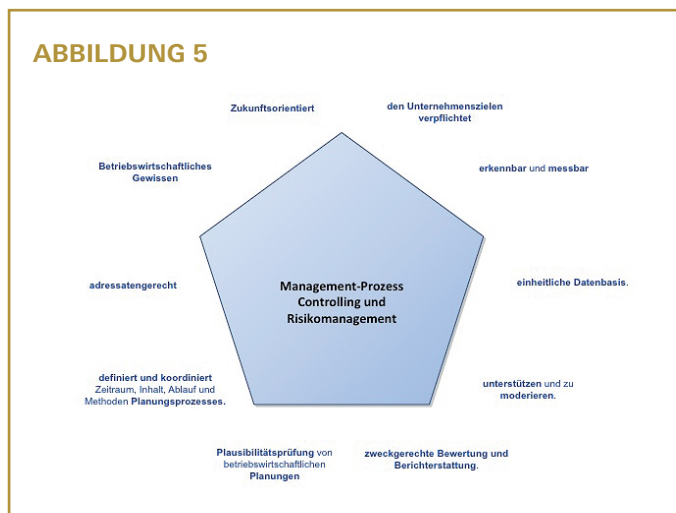 ABBILDUNG 5
Zukunftsorientiert
den Unternehmenszielen
verpflichtet
Betriebswirtschaftliches
Gewissen
erkennbar und messbar
adressatengerecht
einheitliche Datenbasis.
Management-Prozess
Controlling und
Risikomanagement
definiert und koordiniert
Zeitraum, Inhalt, Ablauf und
Methoden Planungsprozesses.
unterstützen und zu
moderieren.
Plausibilitätsprüfung von
betriebswirtschaftlichen
Planungen
zweckgerechte Bewertung und
Berichterstattung.